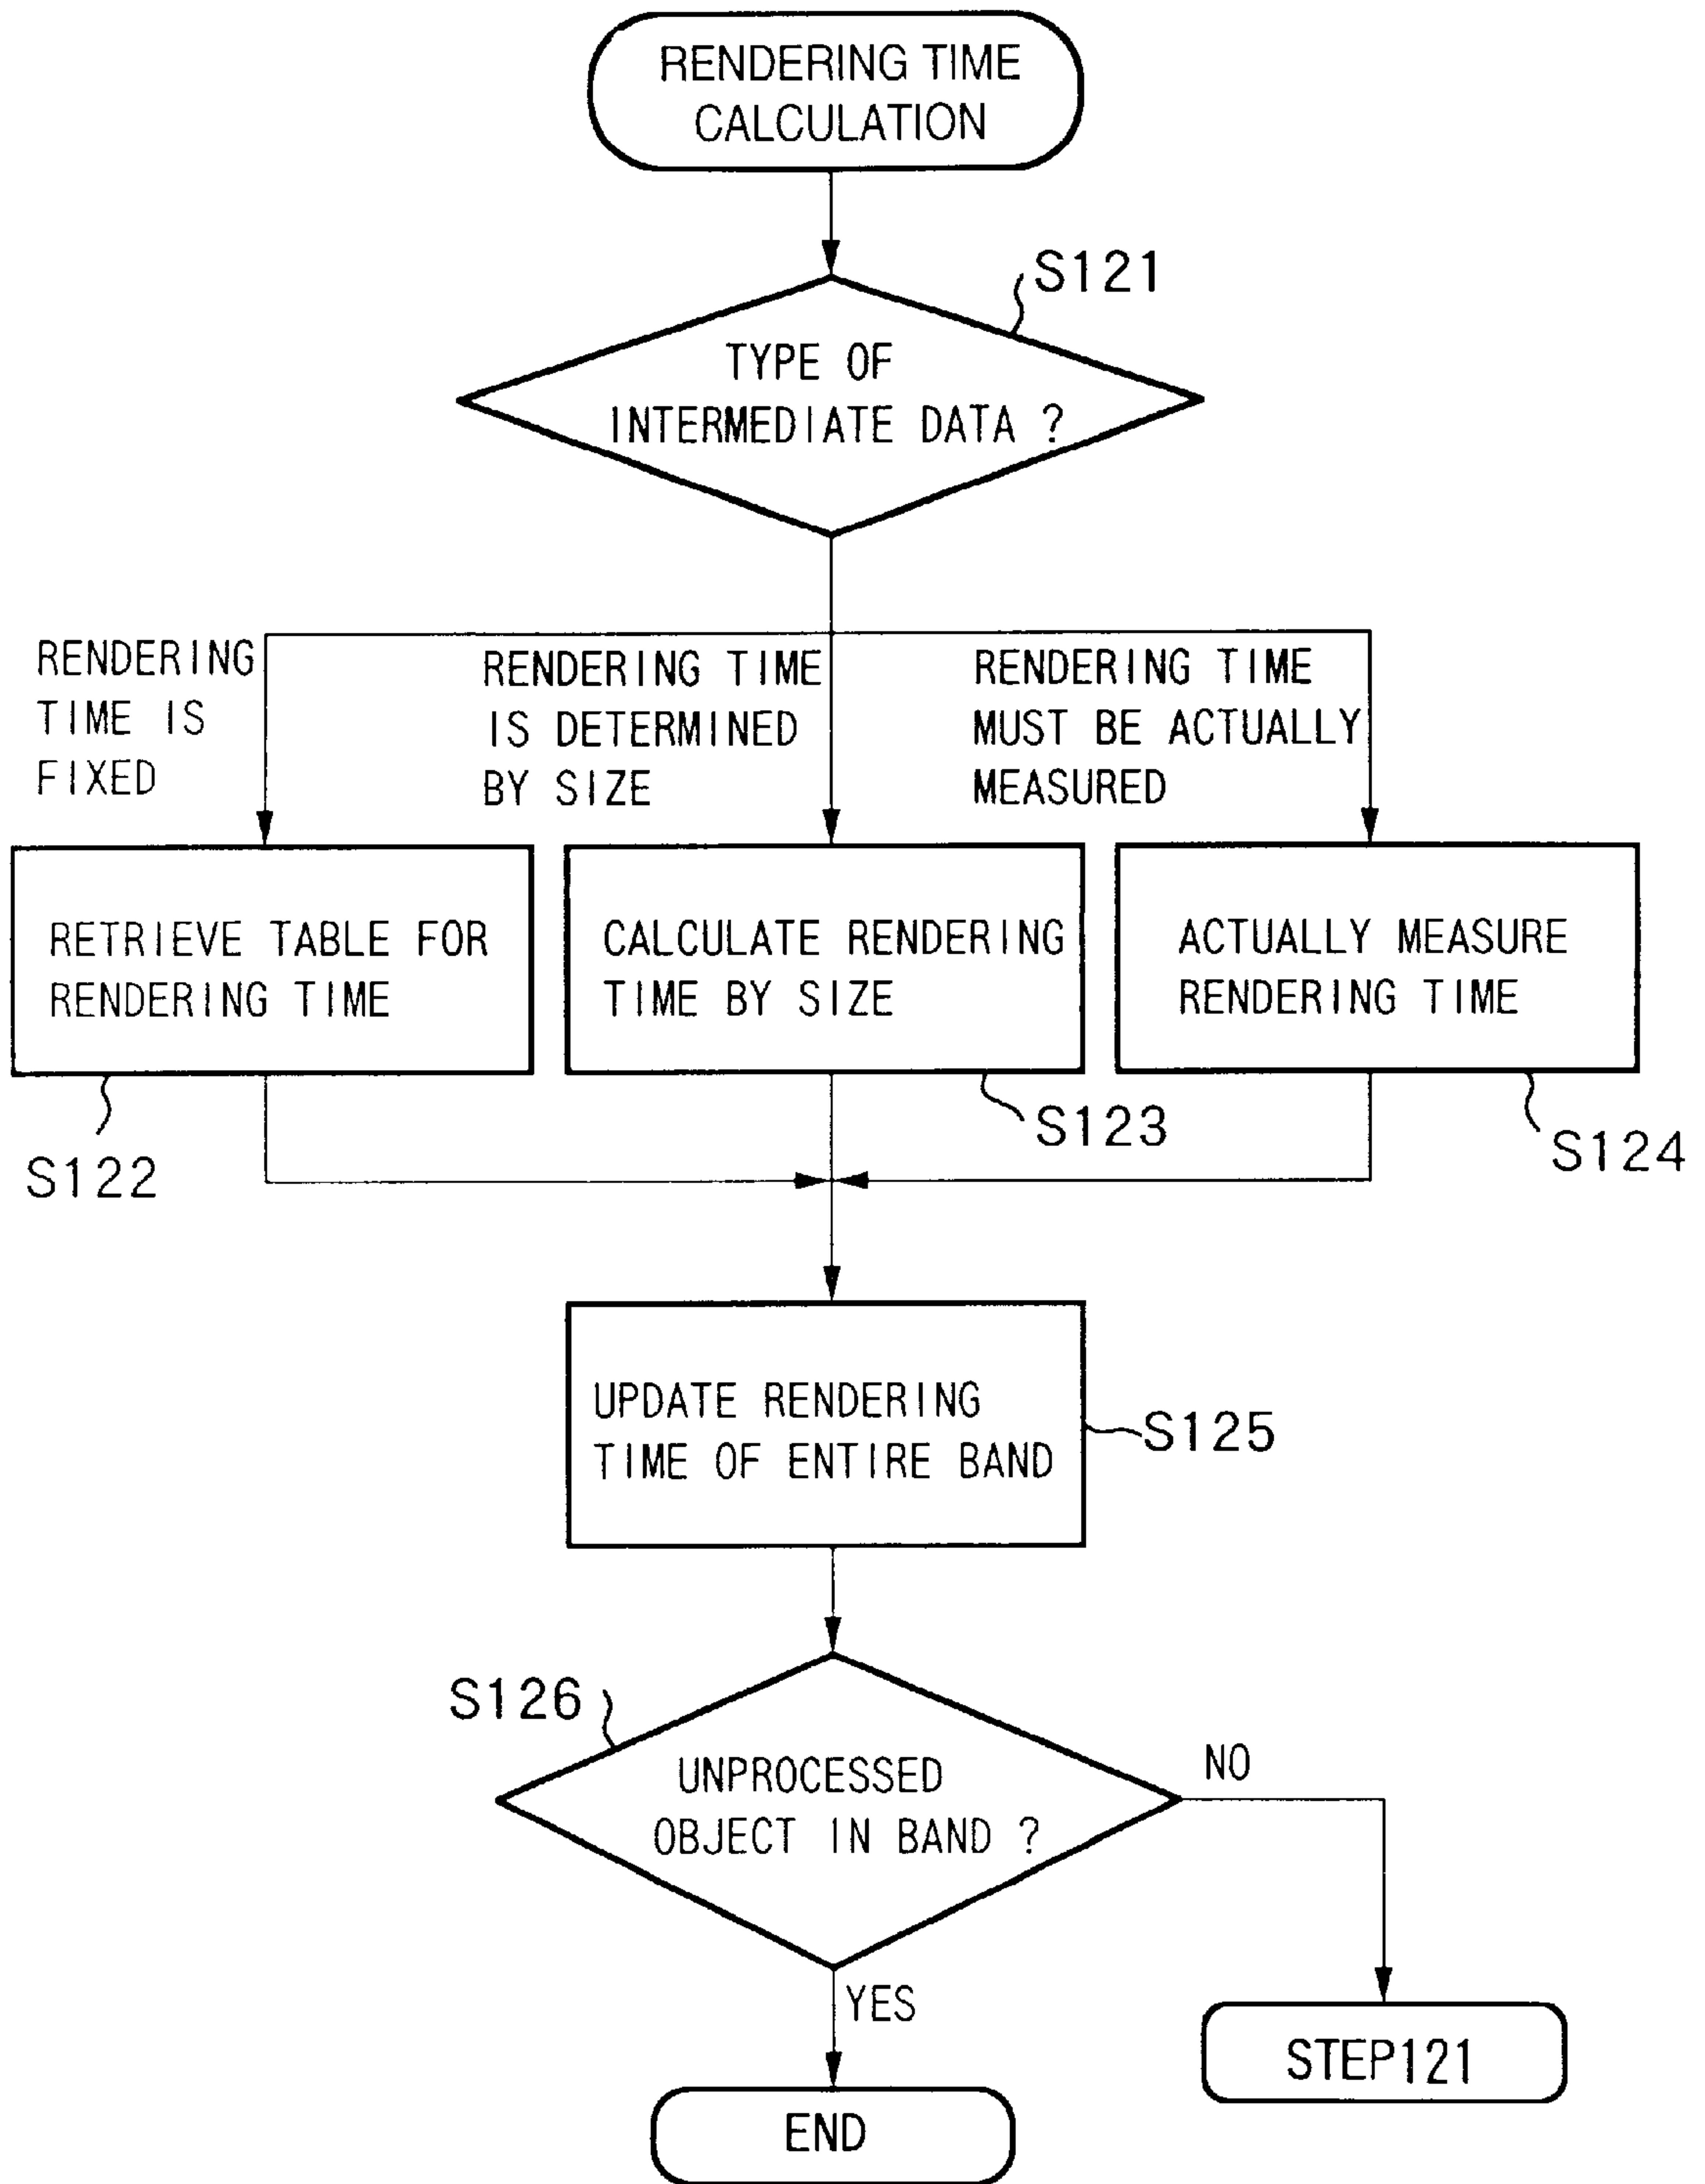 RENDERING TIME
CALCULATION
S121
TYPE OF
INTERMEDIATE DATA ?
RENDERING
TIME IS
FIXED
RENDERING TIME
IS DETERMINED
BY SIZE
RENDERING TIME
MUST BE ACTUALLY
MEASURED
RETRIEVE TABLE FOR
RENDERING TIME
S122
CALCULATE RENDERING
TIME BY SIZE
S123
ACTUALLY MEASURE
RENDERING TIME
S124
UPDATE RENDERING
TIME OF ENTIRE BAND
S125
S126
UNPROCESSED
OBJECT IN BAND ?
NO
YES
STEP121
END